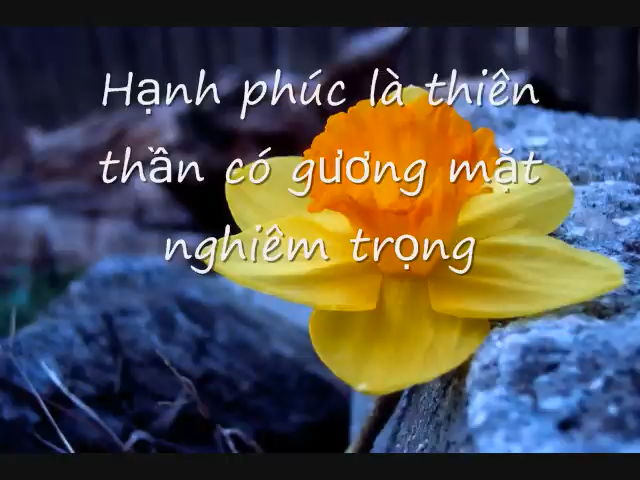 Hạnh phúc là thiên
thần có gương mặt
nghiêm trọng